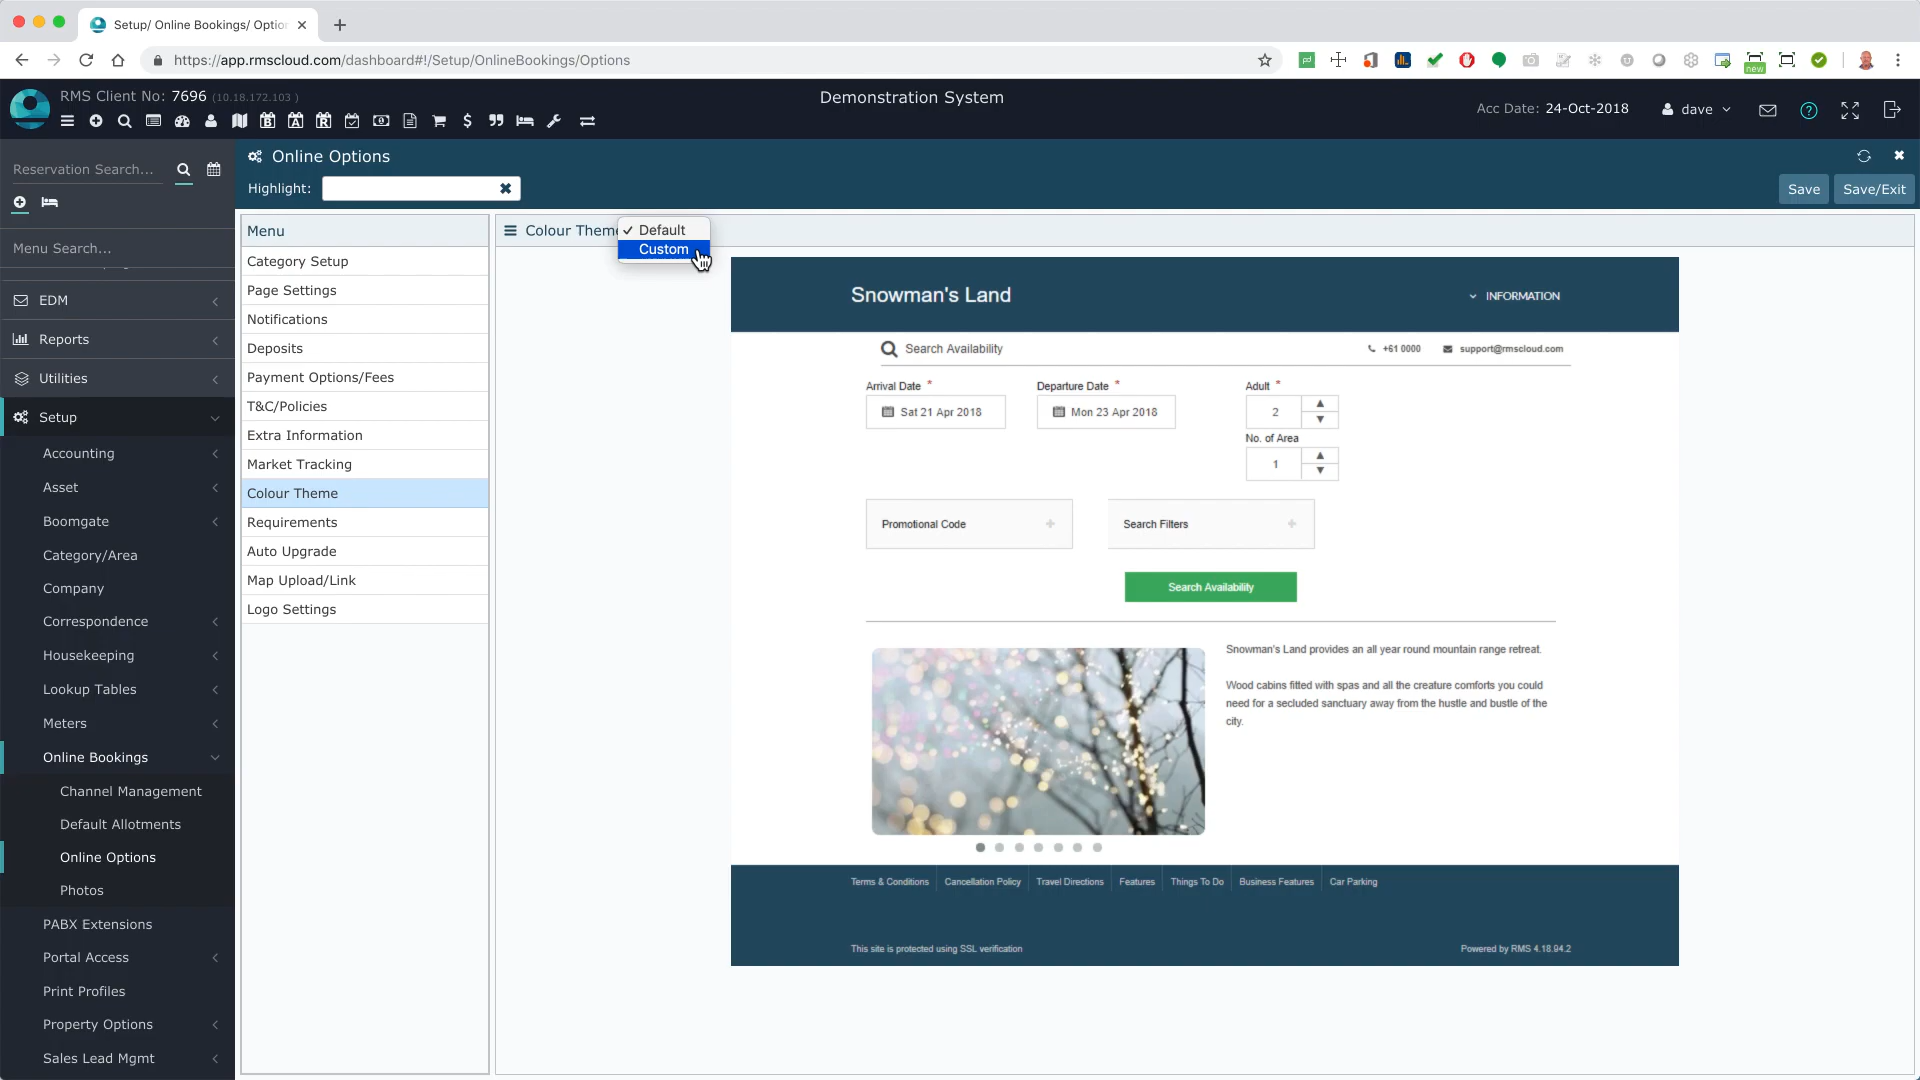 Setup/ Online Bookings/ Optio
https://app.rmscloud.com/dashboard#!/Setup/OnlineBookings/Options
new
RMS Client No: 7696 (10.18.172.103 )
Demonstration System
Acc Date: 24-Oct-2018
dave
Reservation Search...
Online Options
Highlight:
Save
Save/Exit
Menu Search...
EDM
Reports
Utilities
Setup
Accounting
Asset
Boomgate
Category/Area
Company
Correspondence
Housekeeping
Lookup Tables
Meters
Online Bookings
Channel Management
Default Allotments
Online Options
Photos
PABX Extensions
Portal Access
Print Profiles
Property Options
Sales Lead Mgmt
Menu
Category Setup
Page Settings
Notifications
Deposits
Payment Options/Fees
T&C/Policies
Extra Information
Market Tracking
Colour Theme
Requirements
Auto Upgrade
Map Upload/Link
Logo Settings
Colour Theme
✓ Default
Custom
Snowman's Land
INFORMATION
Search Availability
+61 0000
support@rmscloud.com
Arrival Date *
Departure Date *
Adult *
Sat 21 Apr 2018
Mon 23 Apr 2018
2
No. of Area
1
Promotional Code +
Search Filters +
Search Availability
Snowman's Land provides an all year round mountain range retreat.
Wood cabins fitted with spas and all the creature comforts you could
need for a secluded sanctuary away from the hustle and bustle of the
city.
Terms & Conditions
Cancellation Policy
Travel Directions
Features
Things To Do
Business Features
Car Parking
This site is protected using SSL verification
Powered by RMS 4.18.94.2